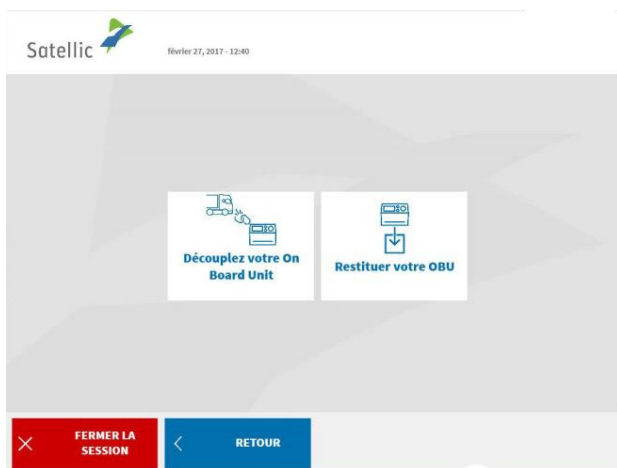 Satellic
février 27, 2017 - 12:40
Découplez votre On
Board Unit
Restituer votre OBU
FERMER LA
SESSION
RETOUR